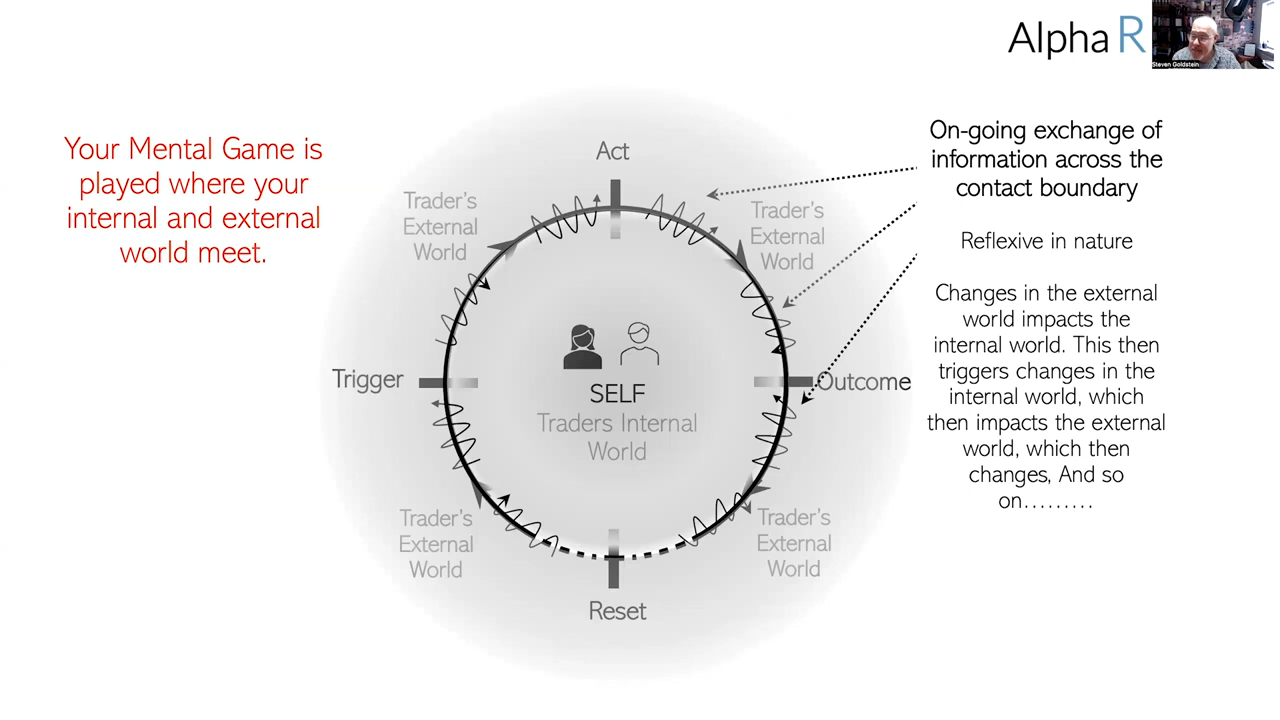 Alpha R
Steven Goldstein
Your Mental Game is
played where your
internal and external
world meet.
Act
Trader's
External
World
Trader's
External
World
On-going exchange of
information across the
contact boundary
Reflexive in nature
Changes in the external
world impacts the
internal world. This then
triggers changes in the
internal world, which
then impacts the external
world, which then
changes, And so
on.........
Trigger
SELF
Traders Internal
World
Outcome
Trader's
External
World
Trader's
External
World
Reset